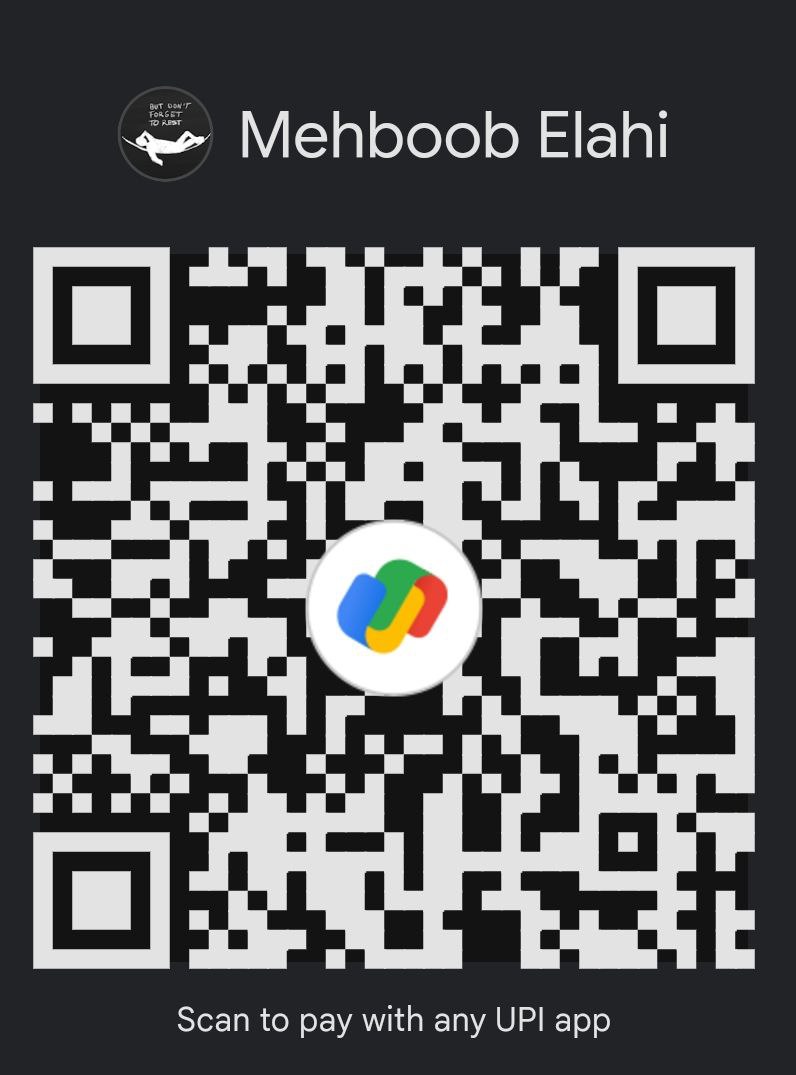 BUT DON'T
FORGET
TO REST
Mehboob Elahi
Scan to pay with any UPI app